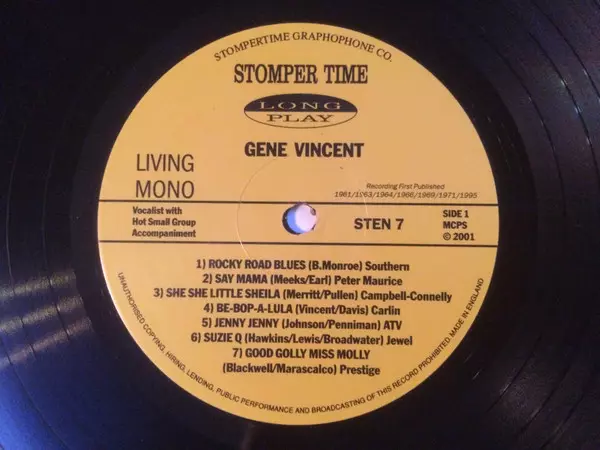 STOMPERTIME GRAPHOPHONE CO.
STOMPER TIME
LONG
PLAY
GENE VINCENT
LIVING
MONO
Recording First Published
1961/1963/1964/1966/1969/1971/1995
Vocalist with
Hot Small Group
Accompaniment
STEN 7
SIDE 1
MCPS
© 2001
1) ROCKY ROAD BLUES (B.Monroe) Southern
2) SAY MAMA (Meeks/Earl) Peter Maurice
3) SHE SHE LITTLE SHEILA (Merritt/Pullen) Campbell-Connelly
4) BE-BOP-A-LULA (Vincent/Davis) Carlin
5) JENNY JENNY (Johnson/Penniman) ATV
6) SUZIE Q (Hawkins/Lewis/Broadwater) Jewel
7) GOOD GOLLY MISS MOLLY
(Blackwell/Marascalco) Prestige
UNAUTHORISED COPYING, HIRING, LENDING, PUBLIC PERFORMANCE AND BROADCASTING OF THIS RECORD PROHIBITED. MADE IN ENGLAND